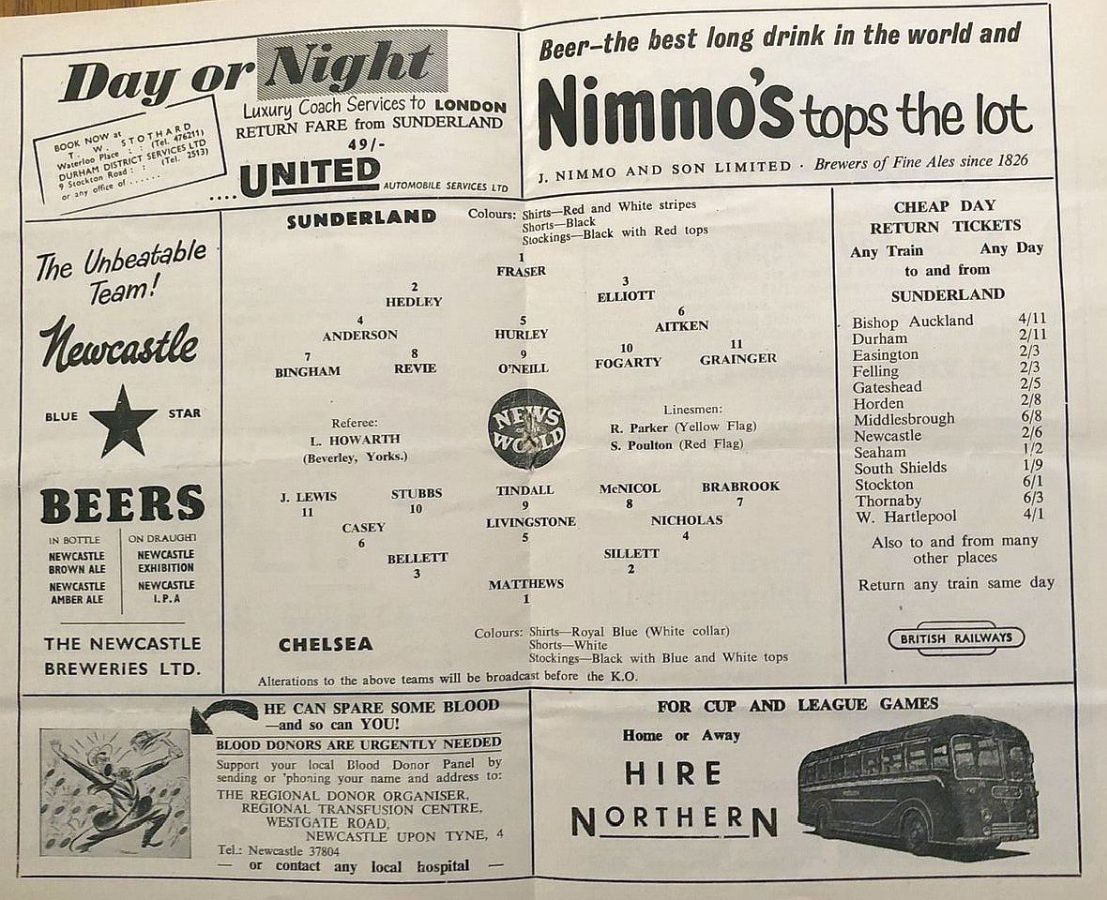 Day or Night
Luxury Coach Services to LONDON
RETURN FARE from SUNDERLAND
49/-
BOOK NOW at
T. W. STOTHARD
Waterloo Place : : (Tel. 476211)
DURHAM DISTRICT SERVICES LTD
9 Stockton Road : : (Tel. 2513)
or any office of ......
....UNITED AUTOMOBILE SERVICES LTD
Beer–the best long drink in the world and
Nimmo's tops the lot
J. NIMMO AND SON LIMITED · Brewers of Fine Ales since 1826
The Unbeatable
Team!
Newcastle
BLUE STAR
BEERS
IN BOTTLE
NEWCASTLE
BROWN ALE
NEWCASTLE
AMBER ALE
ON DRAUGHT
NEWCASTLE
EXHIBITION
NEWCASTLE
I.P.A
THE NEWCASTLE
BREWERIES LTD.
SUNDERLAND
Colours: Shirts—Red and White stripes
Shorts—Black
Stockings—Black with Red tops
1
FRASER
2
HEDLEY
3
ELLIOTT
4
ANDERSON
5
HURLEY
6
AITKEN
7
BINGHAM
8
REVIE
9
O'NEILL
10
FOGARTY
11
GRAINGER
Referee:
L. HOWARTH
(Beverley, Yorks.)
NEWS
OF THE
WORLD
Linesmen:
R. Parker (Yellow Flag)
S. Poulton (Red Flag)
J. LEWIS
11
STUBBS
10
TINDALL
9
McNICOL
8
BRABROOK
7
CASEY
6
LIVINGSTONE
5
NICHOLAS
4
BELLETT
3
SILLETT
2
MATTHEWS
1
CHELSEA
Colours: Shirts—Royal Blue (White collar)
Shorts—White
Stockings—Black with Blue and White tops
Alterations to the above teams will be broadcast before the K.O.
CHEAP DAY
RETURN TICKETS
Any Train Any Day
to and from
SUNDERLAND
Bishop Auckland 4/11
Durham 2/11
Easington 2/3
Felling 2/3
Gateshead 2/5
Horden 2/8
Middlesbrough 6/8
Newcastle 2/6
Seaham 1/2
South Shields 1/9
Stockton 6/1
Thornaby 6/3
W. Hartlepool 4/1
Also to and from many
other places
Return any train same day
BRITISH RAILWAYS
HE CAN SPARE SOME BLOOD
—and so can YOU!
BLOOD DONORS ARE URGENTLY NEEDED
Support your local Blood Donor Panel by
sending or 'phoning your name and address to:
THE REGIONAL DONOR ORGANISER,
REGIONAL TRANSFUSION CENTRE,
WESTGATE ROAD,
NEWCASTLE UPON TYNE, 4
Tel.: Newcastle 37804
— or contact any local hospital —
FOR CUP AND LEAGUE GAMES
Home or Away
HIRE
NORTHERN